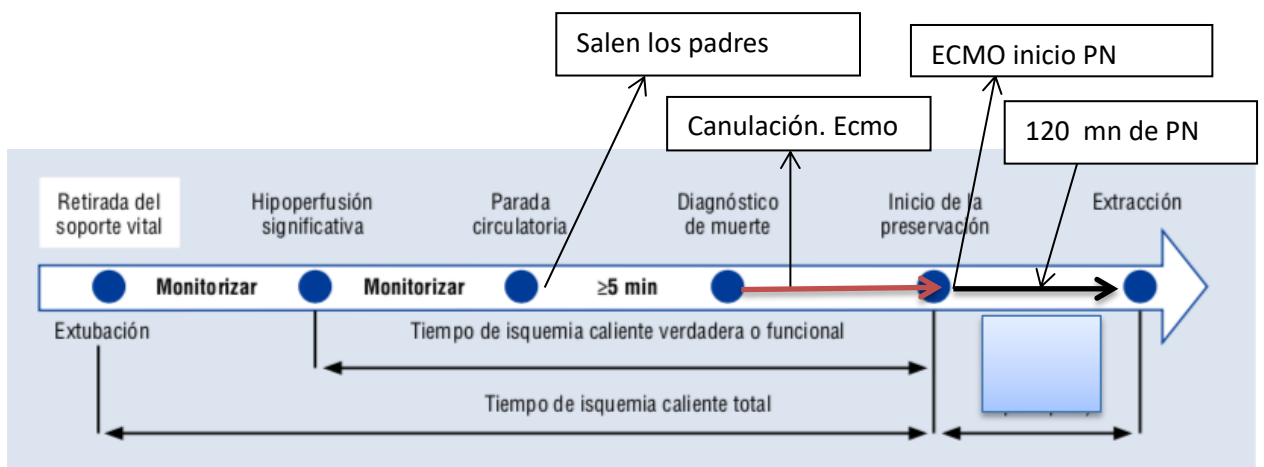 Salen los padres
ECMO inicio PN
Canulación. Ecmo
120 mn de PN
Retirada del
soporte vital
Hipoperfusión
significativa
Parada
circulatoria
Diagnóstico
de muerte
Inicio de la
preservación
Extracción
Monitorizar
Monitorizar
≥5 min
Extubación
Tiempo de isquemia caliente verdadera o funcional
Tiempo de isquemia caliente total